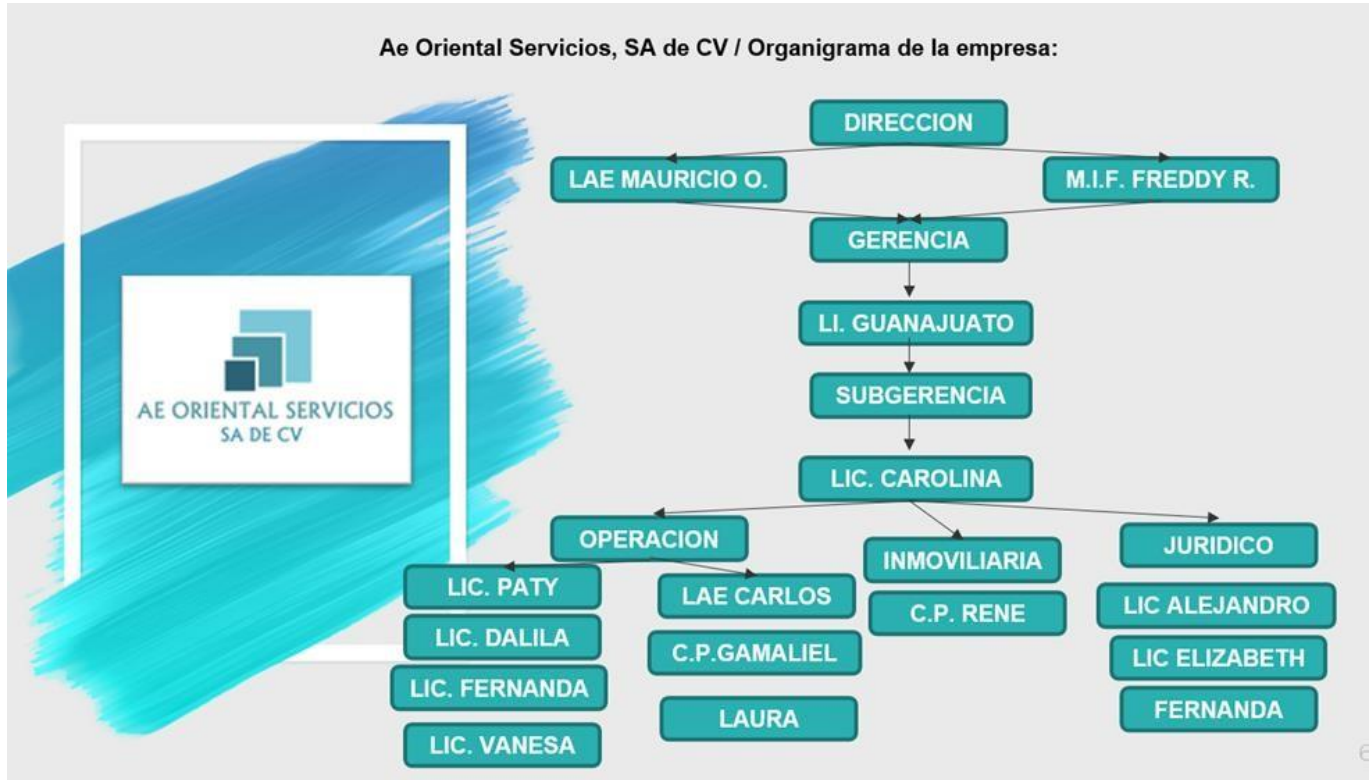 Ae Oriental Servicios, SA de CV / Organigrama de la empresa:
AE ORIENTAL SERVICIOS
SA DE CV
DIRECCION
LAE MAURICIO O.
M.I.F. FREDDY R.
GERENCIA
LI. GUANAJUATO
SUBGERENCIA
LIC. CAROLINA
OPERACION
LIC. PATY
LIC. DALILA
LIC. FERNANDA
LIC. VANESA
LAE CARLOS
C.P.GAMALIEL
LAURA
INMOVILIARIA
C.P. RENE
JURIDICO
LIC ALEJANDRO
LIC ELIZABETH
FERNANDA
6